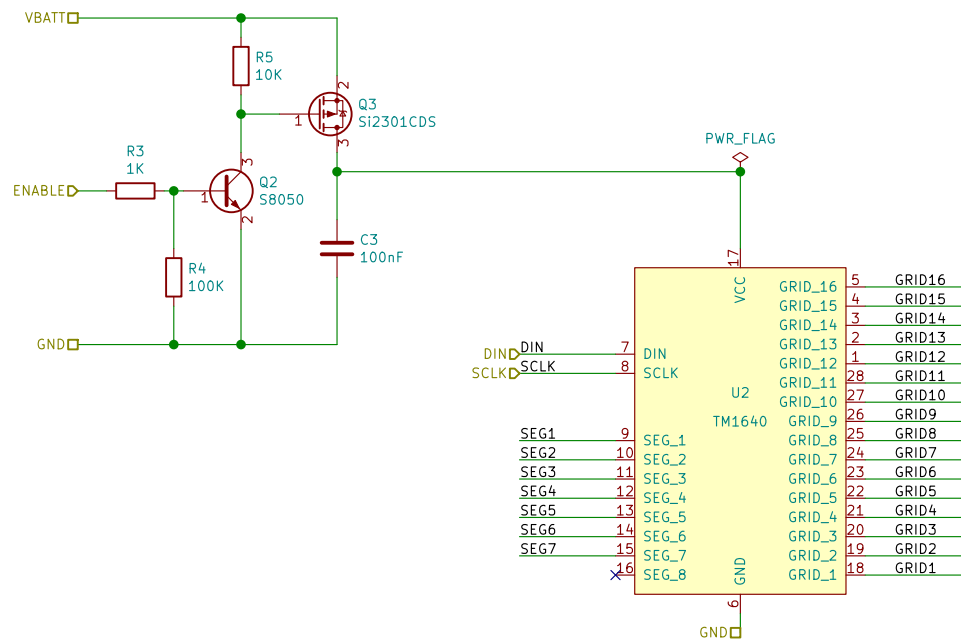 VBATT
R5
10K
2
Q3
Si2301CDS
1
3
PWR_FLAG
R3
1K
3
ENABLE
Q2
S8050
1
2
C3
100nF
R4
100K
GND
17
VCC
GRID_16 5 GRID16
GRID_15 4 GRID15
GRID_14 3 GRID14
GRID_13 2 GRID13
DIN DIN 7 DIN
GRID_12 1 GRID12
SCLK SCLK 8 SCLK
GRID_11 28 GRID11
U2
GRID_10 27 GRID10
TM1640
GRID_9 26 GRID9
SEG1 9 SEG_1
GRID_8 25 GRID8
SEG2 10 SEG_2
GRID_7 24 GRID7
SEG3 11 SEG_3
GRID_6 23 GRID6
SEG4 12 SEG_4
GRID_5 22 GRID5
SEG5 13 SEG_5
GRID_4 21 GRID4
SEG6 14 SEG_6
GRID_3 20 GRID3
SEG7 15 SEG_7
GRID_2 19 GRID2
16 SEG_8
GRID_1 18 GRID1
GND
6
GND